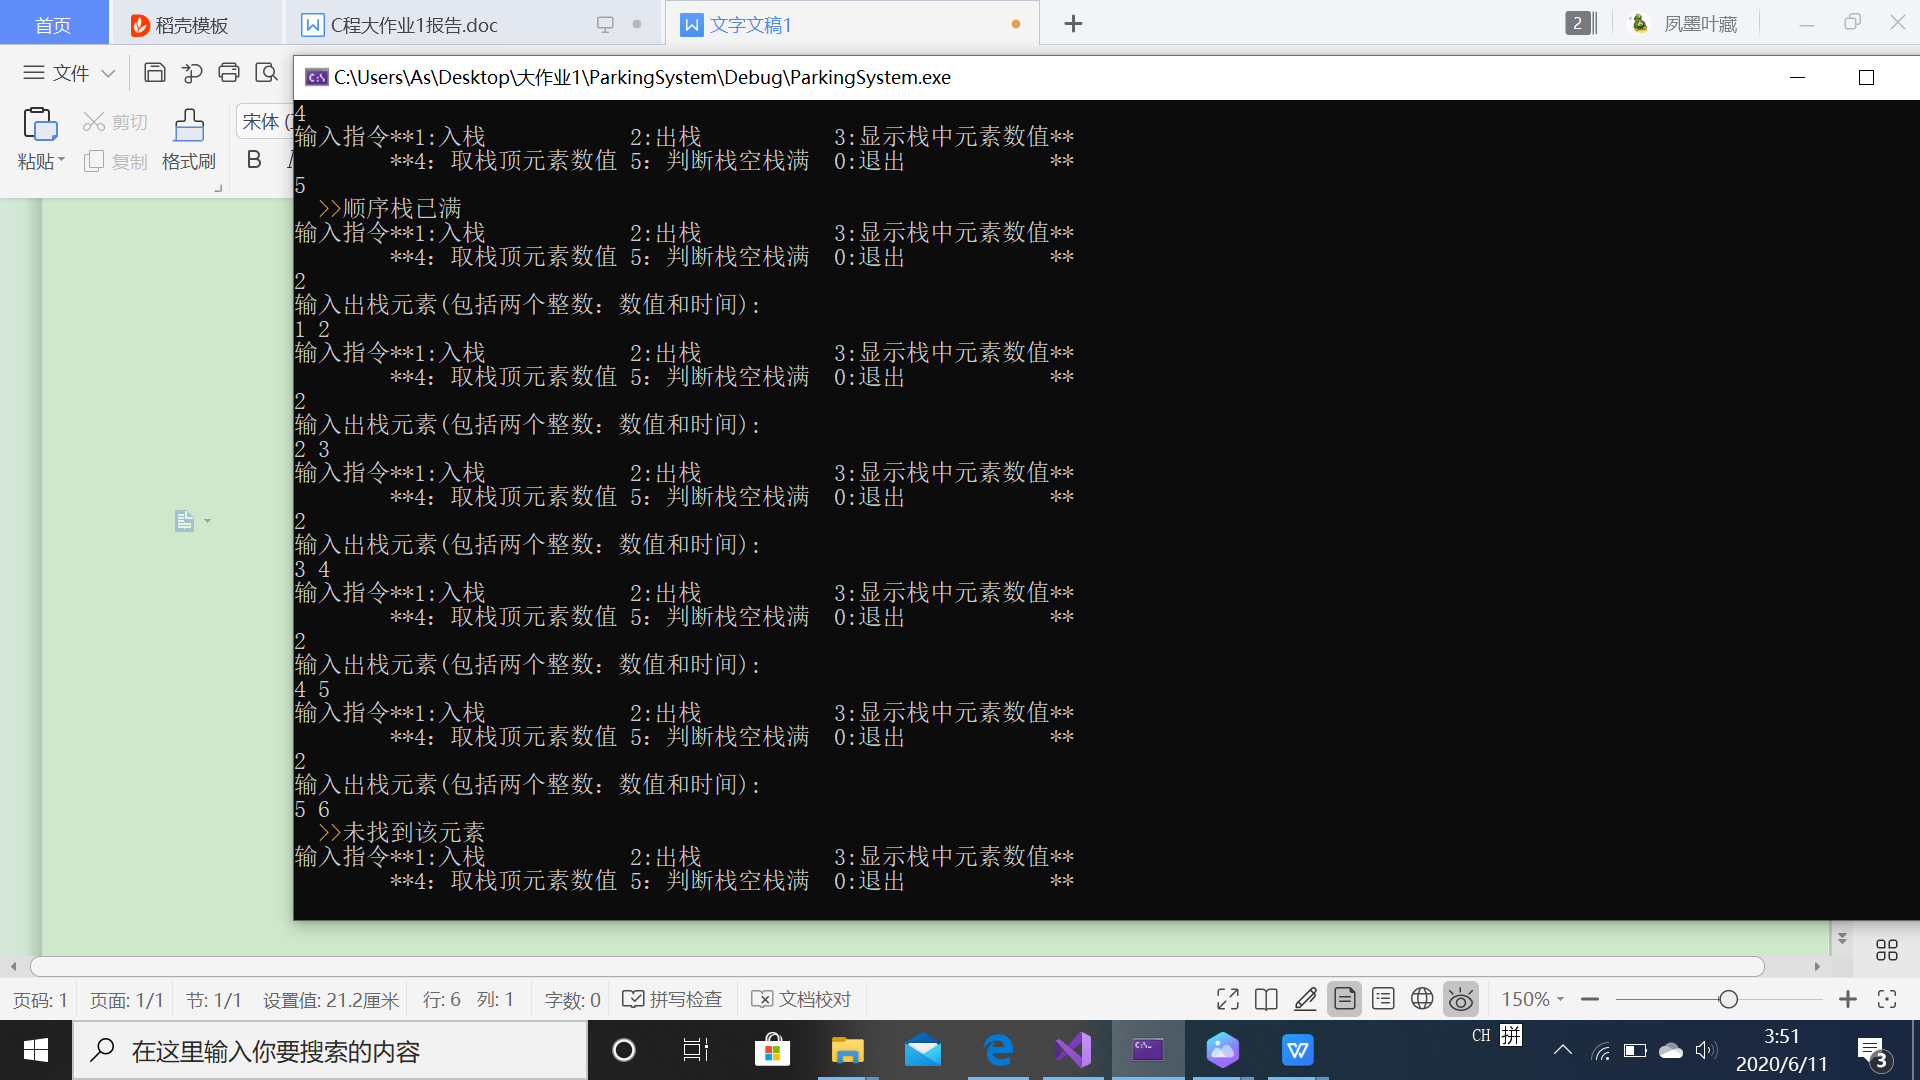 首页 稻壳模板 C程大作业1报告.doc 文字文稿1 2 凤墨叶藏
文件
C:\Users\As\Desktop\大作业1\ParkingSystem\Debug\ParkingSystem.exe
粘贴 剪切 复制 格式刷 宋体 (正 B
4
输入指令**1:入栈 2:出栈 3:显示栈中元素数值**
**4: 取栈顶元素数值 5: 判断栈空栈满 0:退出 **
5
>>顺序栈已满
输入指令**1:入栈 2:出栈 3:显示栈中元素数值**
**4: 取栈顶元素数值 5: 判断栈空栈满 0:退出 **
2
输入出栈元素(包括两个整数: 数值和时间):
1 2
输入指令**1:入栈 2:出栈 3:显示栈中元素数值**
**4: 取栈顶元素数值 5: 判断栈空栈满 0:退出 **
2
输入出栈元素(包括两个整数: 数值和时间):
2 3
输入指令**1:入栈 2:出栈 3:显示栈中元素数值**
**4: 取栈顶元素数值 5: 判断栈空栈满 0:退出 **
2
输入出栈元素(包括两个整数: 数值和时间):
3 4
输入指令**1:入栈 2:出栈 3:显示栈中元素数值**
**4: 取栈顶元素数值 5: 判断栈空栈满 0:退出 **
2
输入出栈元素(包括两个整数: 数值和时间):
4 5
输入指令**1:入栈 2:出栈 3:显示栈中元素数值**
**4: 取栈顶元素数值 5: 判断栈空栈满 0:退出 **
2
输入出栈元素(包括两个整数: 数值和时间):
5 6
>>未找到该元素
输入指令**1:入栈 2:出栈 3:显示栈中元素数值**
**4: 取栈顶元素数值 5: 判断栈空栈满 0:退出 **
页码: 1 页面: 1/1 节: 1/1 设置值: 21.2厘米 行: 6 列: 1 字数: 0 拼写检查 文档校对 150%
在这里输入你要搜索的内容 CH 拼 3:51
2020/6/11 3